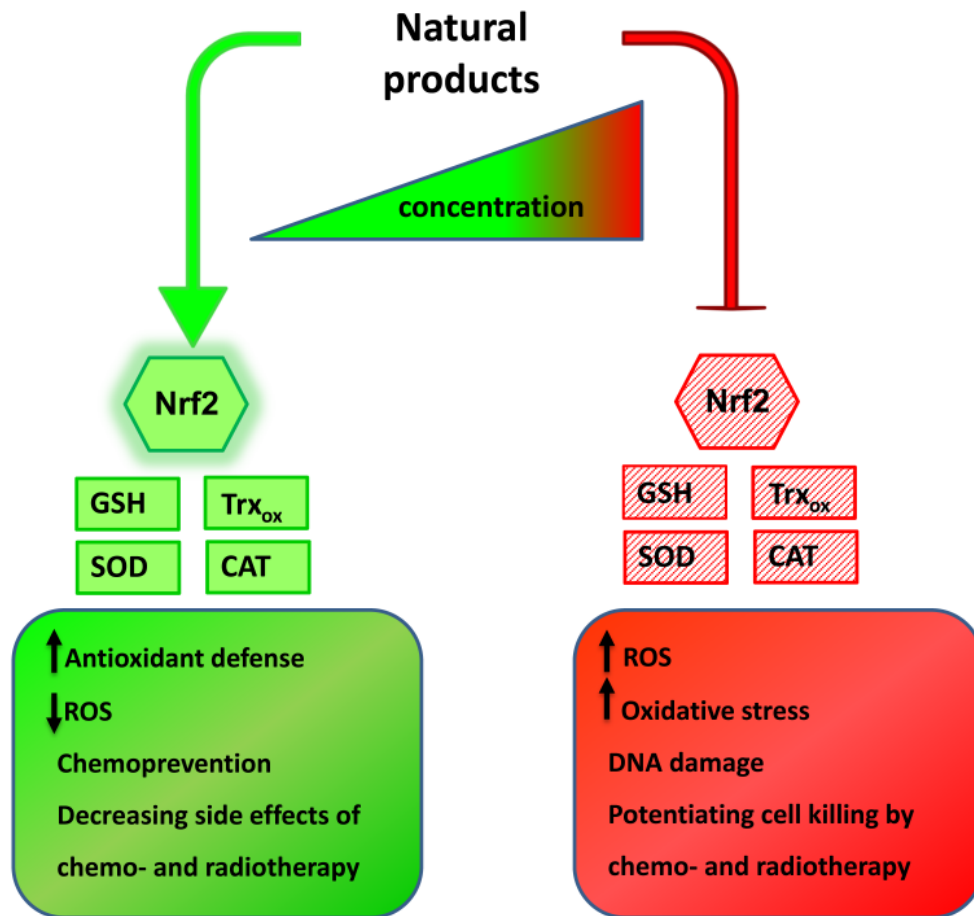 Natural
products
concentration
Nrf2
GSH
Trxox
SOD
CAT
Antioxidant defense
ROS
Chemoprevention
Decreasing side effects of
chemo- and radiotherapy
Nrf2
GSH
Trxox
SOD
CAT
ROS
Oxidative stress
DNA damage
Potentiating cell killing by
chemo- and radiotherapy